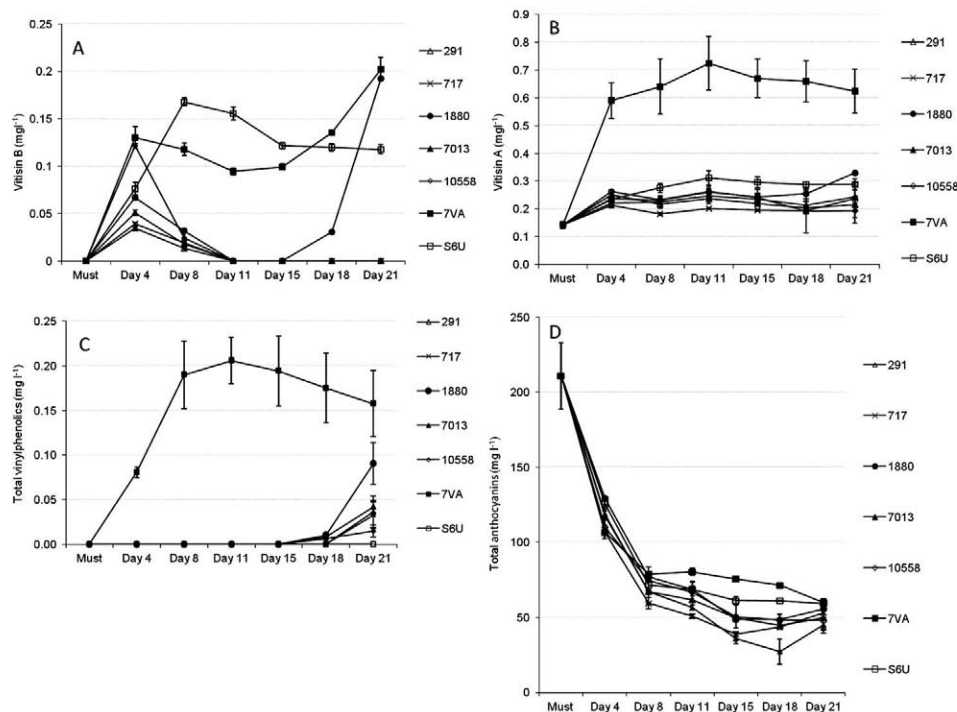 A
Vitisin B (mg l-1)
0.25
0.2
0.15
0.1
0.05
0
Must Day 4 Day 8 Day 11 Day 15 Day 18 Day 21
291
717
1880
7013
10558
7VA
S6U
B
Vitisin A (mg l-1)
0.9
0.8
0.7
0.6
0.5
0.4
0.3
0.2
0.1
0.0
Must Day 4 Day 8 Day 11 Day 15 Day 18 Day 21
291
717
1880
7013
10558
7VA
S6U
C
Total vinylphenolics (mg l-1)
0.25
0.20
0.15
0.10
0.05
0.00
Must Day 4 Day 8 Day 11 Day 15 Day 18 Day 21
291
717
1880
7013
10558
7VA
S6U
D
Total anthocyanins (mg l-1)
250
200
150
100
50
0
Must Day 4 Day 8 Day 11 Day 15 Day 18 Day 21
291
717
1880
7013
10558
7VA
S6U